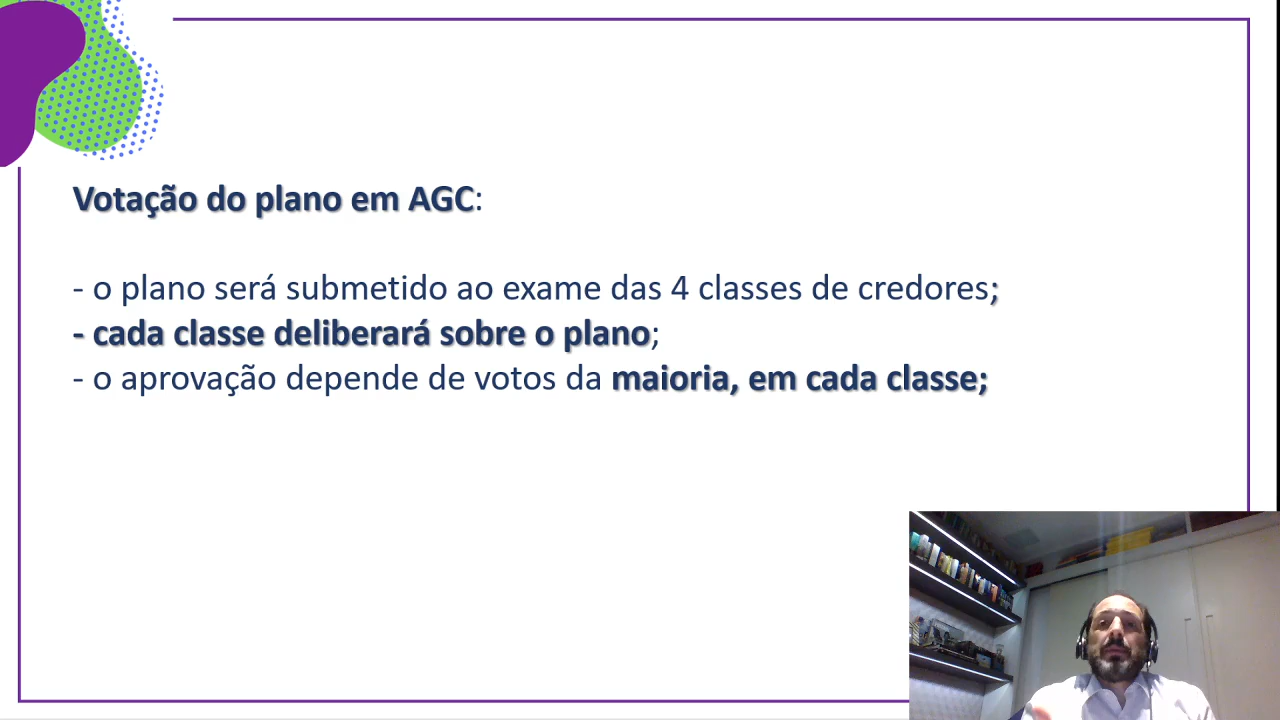 Votação do plano em AGC:
- o plano será submetido ao exame das 4 classes de credores;
- cada classe deliberará sobre o plano;
- o aprovação depende de votos da maioria, em cada classe;